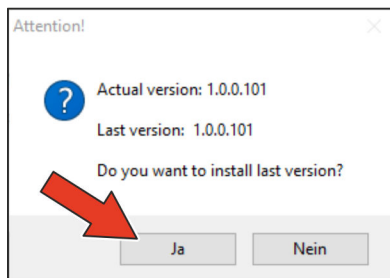 Attention!
Actual version: 1.0.0.101
Last version: 1.0.0.101
Do you want to install last version?
Ja Nein